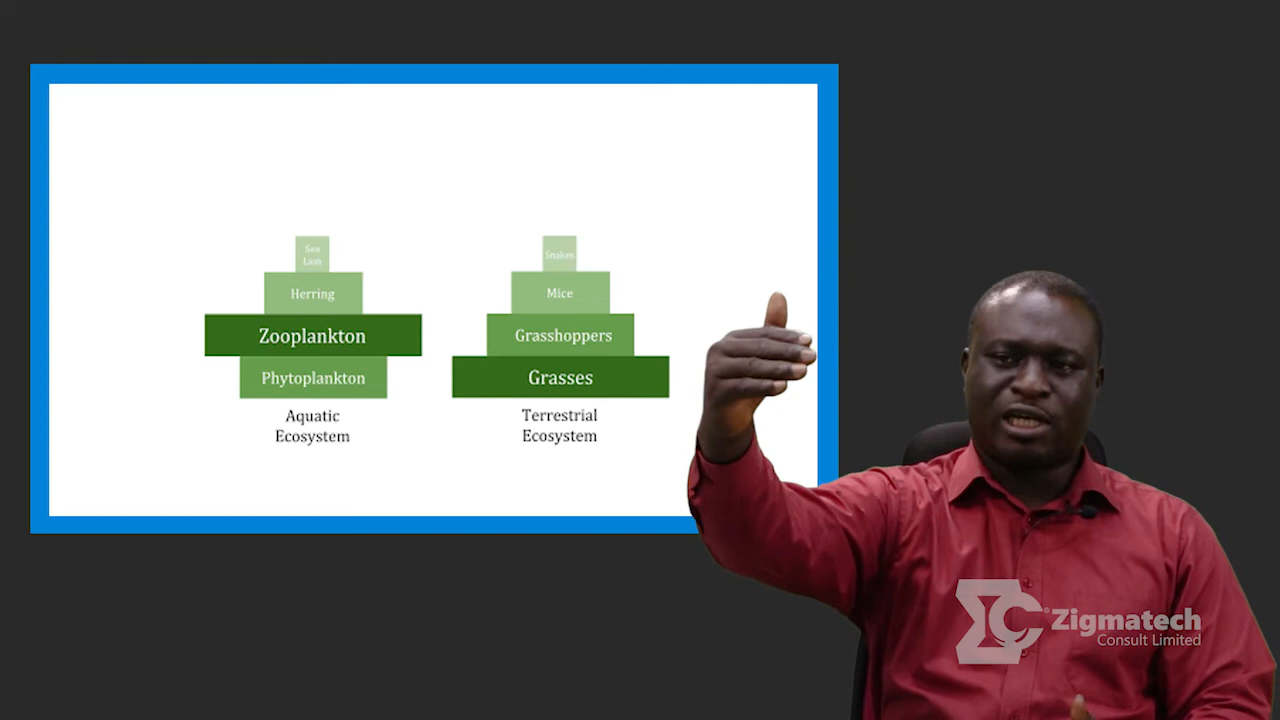 Sea
Lion
Herring
Zooplankton
Phytoplankton
Aquatic
Ecosystem
Snakes
Mice
Grasshoppers
Grasses
Terrestrial
Ecosystem
Zigmatech
Consult Limited